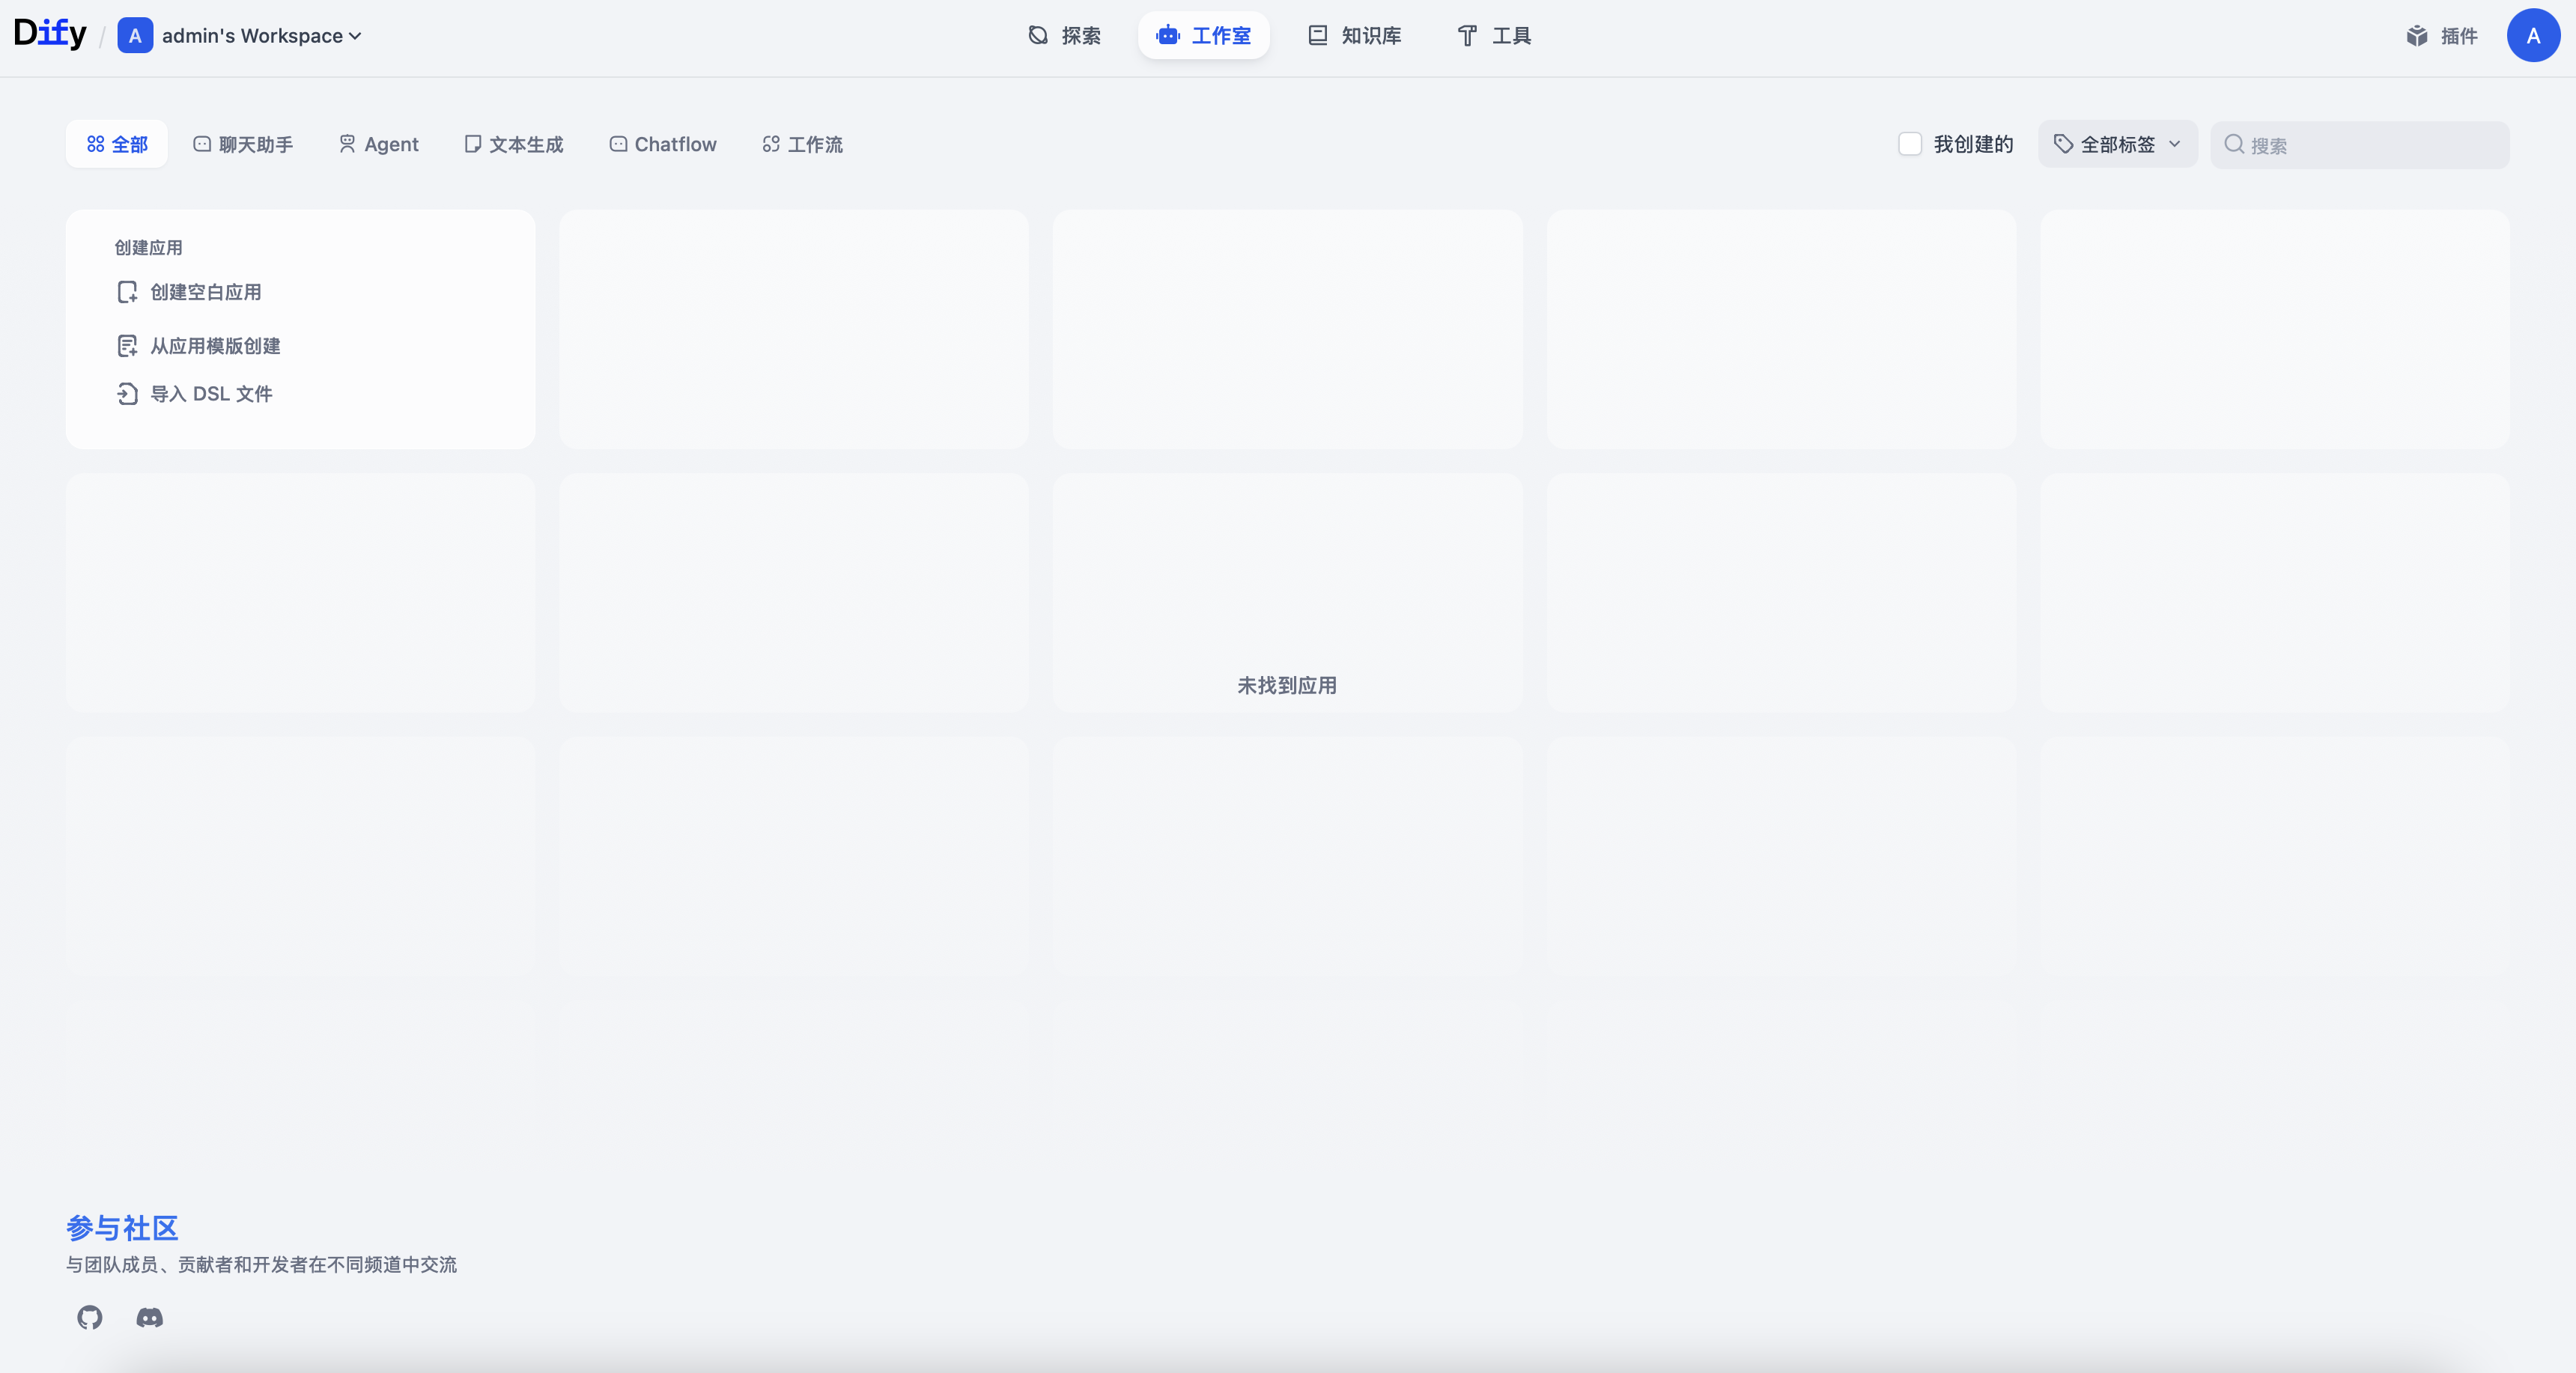 Dify / A admin's Workspace 探索 工作室 知识库 工具 插件 A
全部 聊天助手 Agent 文本生成 Chatflow 工作流 我创建的 全部标签 搜索
创建应用
创建空白应用
从应用模版创建
导入 DSL 文件
未找到应用
参与社区
与团队成员、贡献者和开发者在不同频道中交流